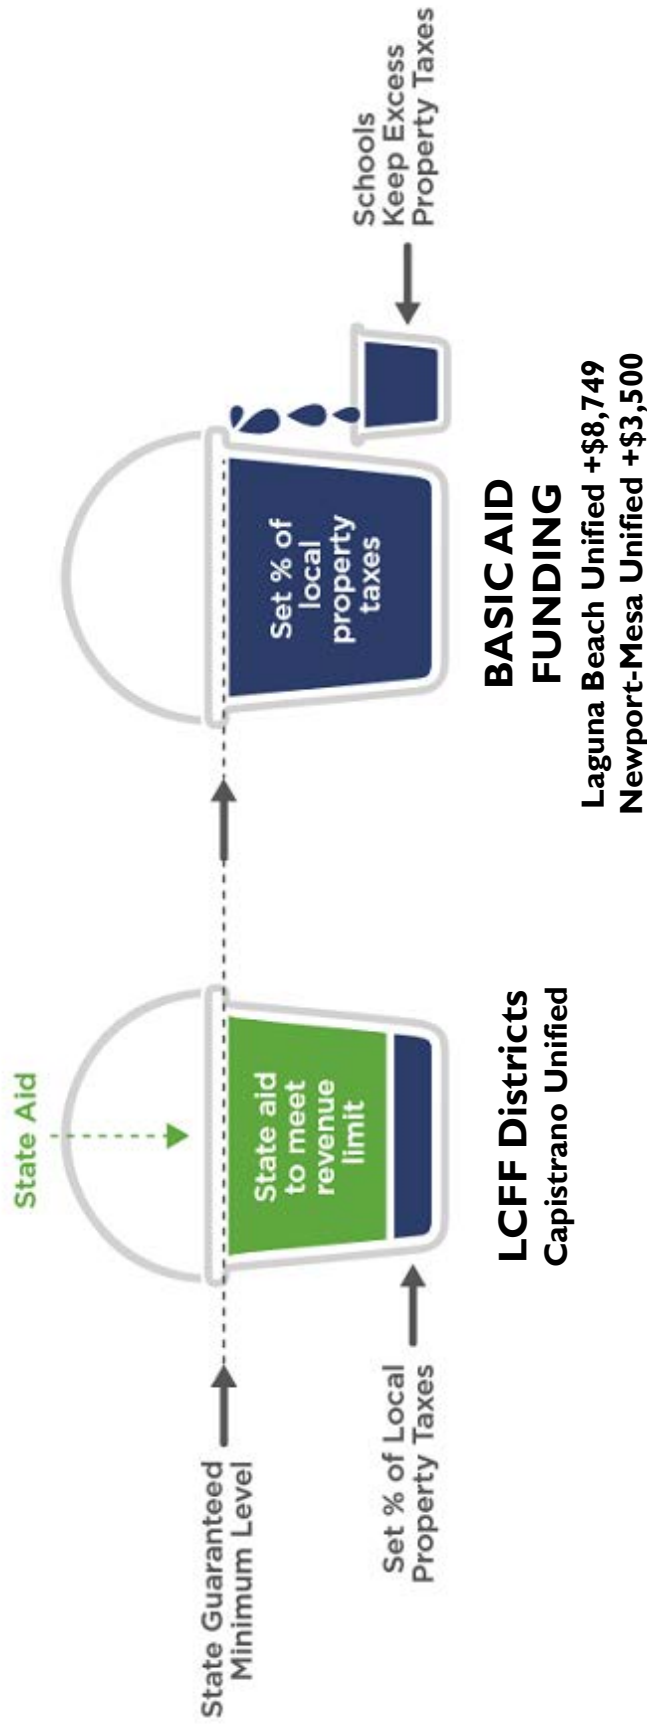 State Aid
State Guaranteed
Minimum Level
State aid
to meet
revenue
limit
Set % of
local
property
taxes
Set % of Local
Property Taxes
Schools
Keep Excess
Property Taxes
LCFF Districts
Capistrano Unified
BASIC AID
FUNDING
Laguna Beach Unified +$8,749
Newport-Mesa Unified +$3,500